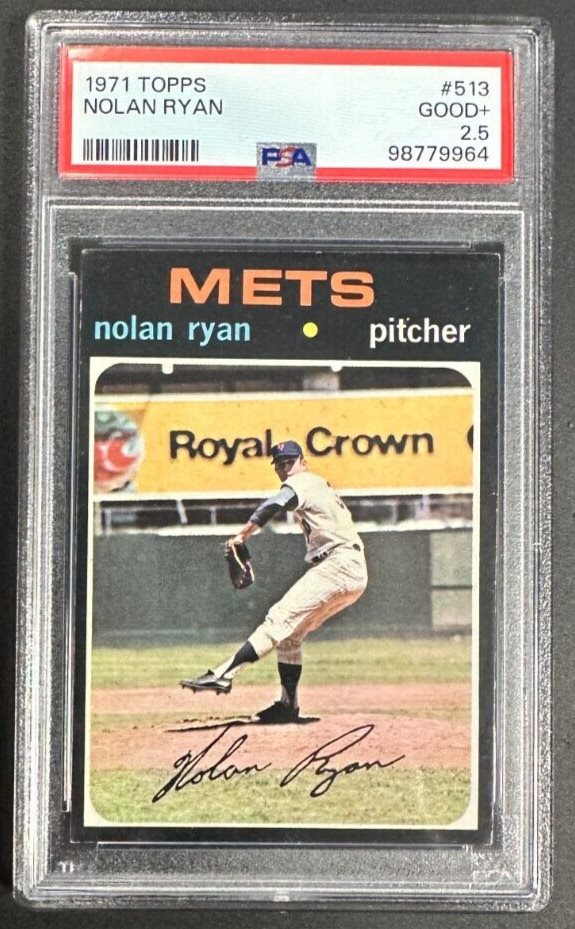 1971 TOPPS #513
NOLAN RYAN GOOD+
2.5
PSA 98779964
METS
nolan ryan • pitcher
Royal Crown
Nolan Ryan